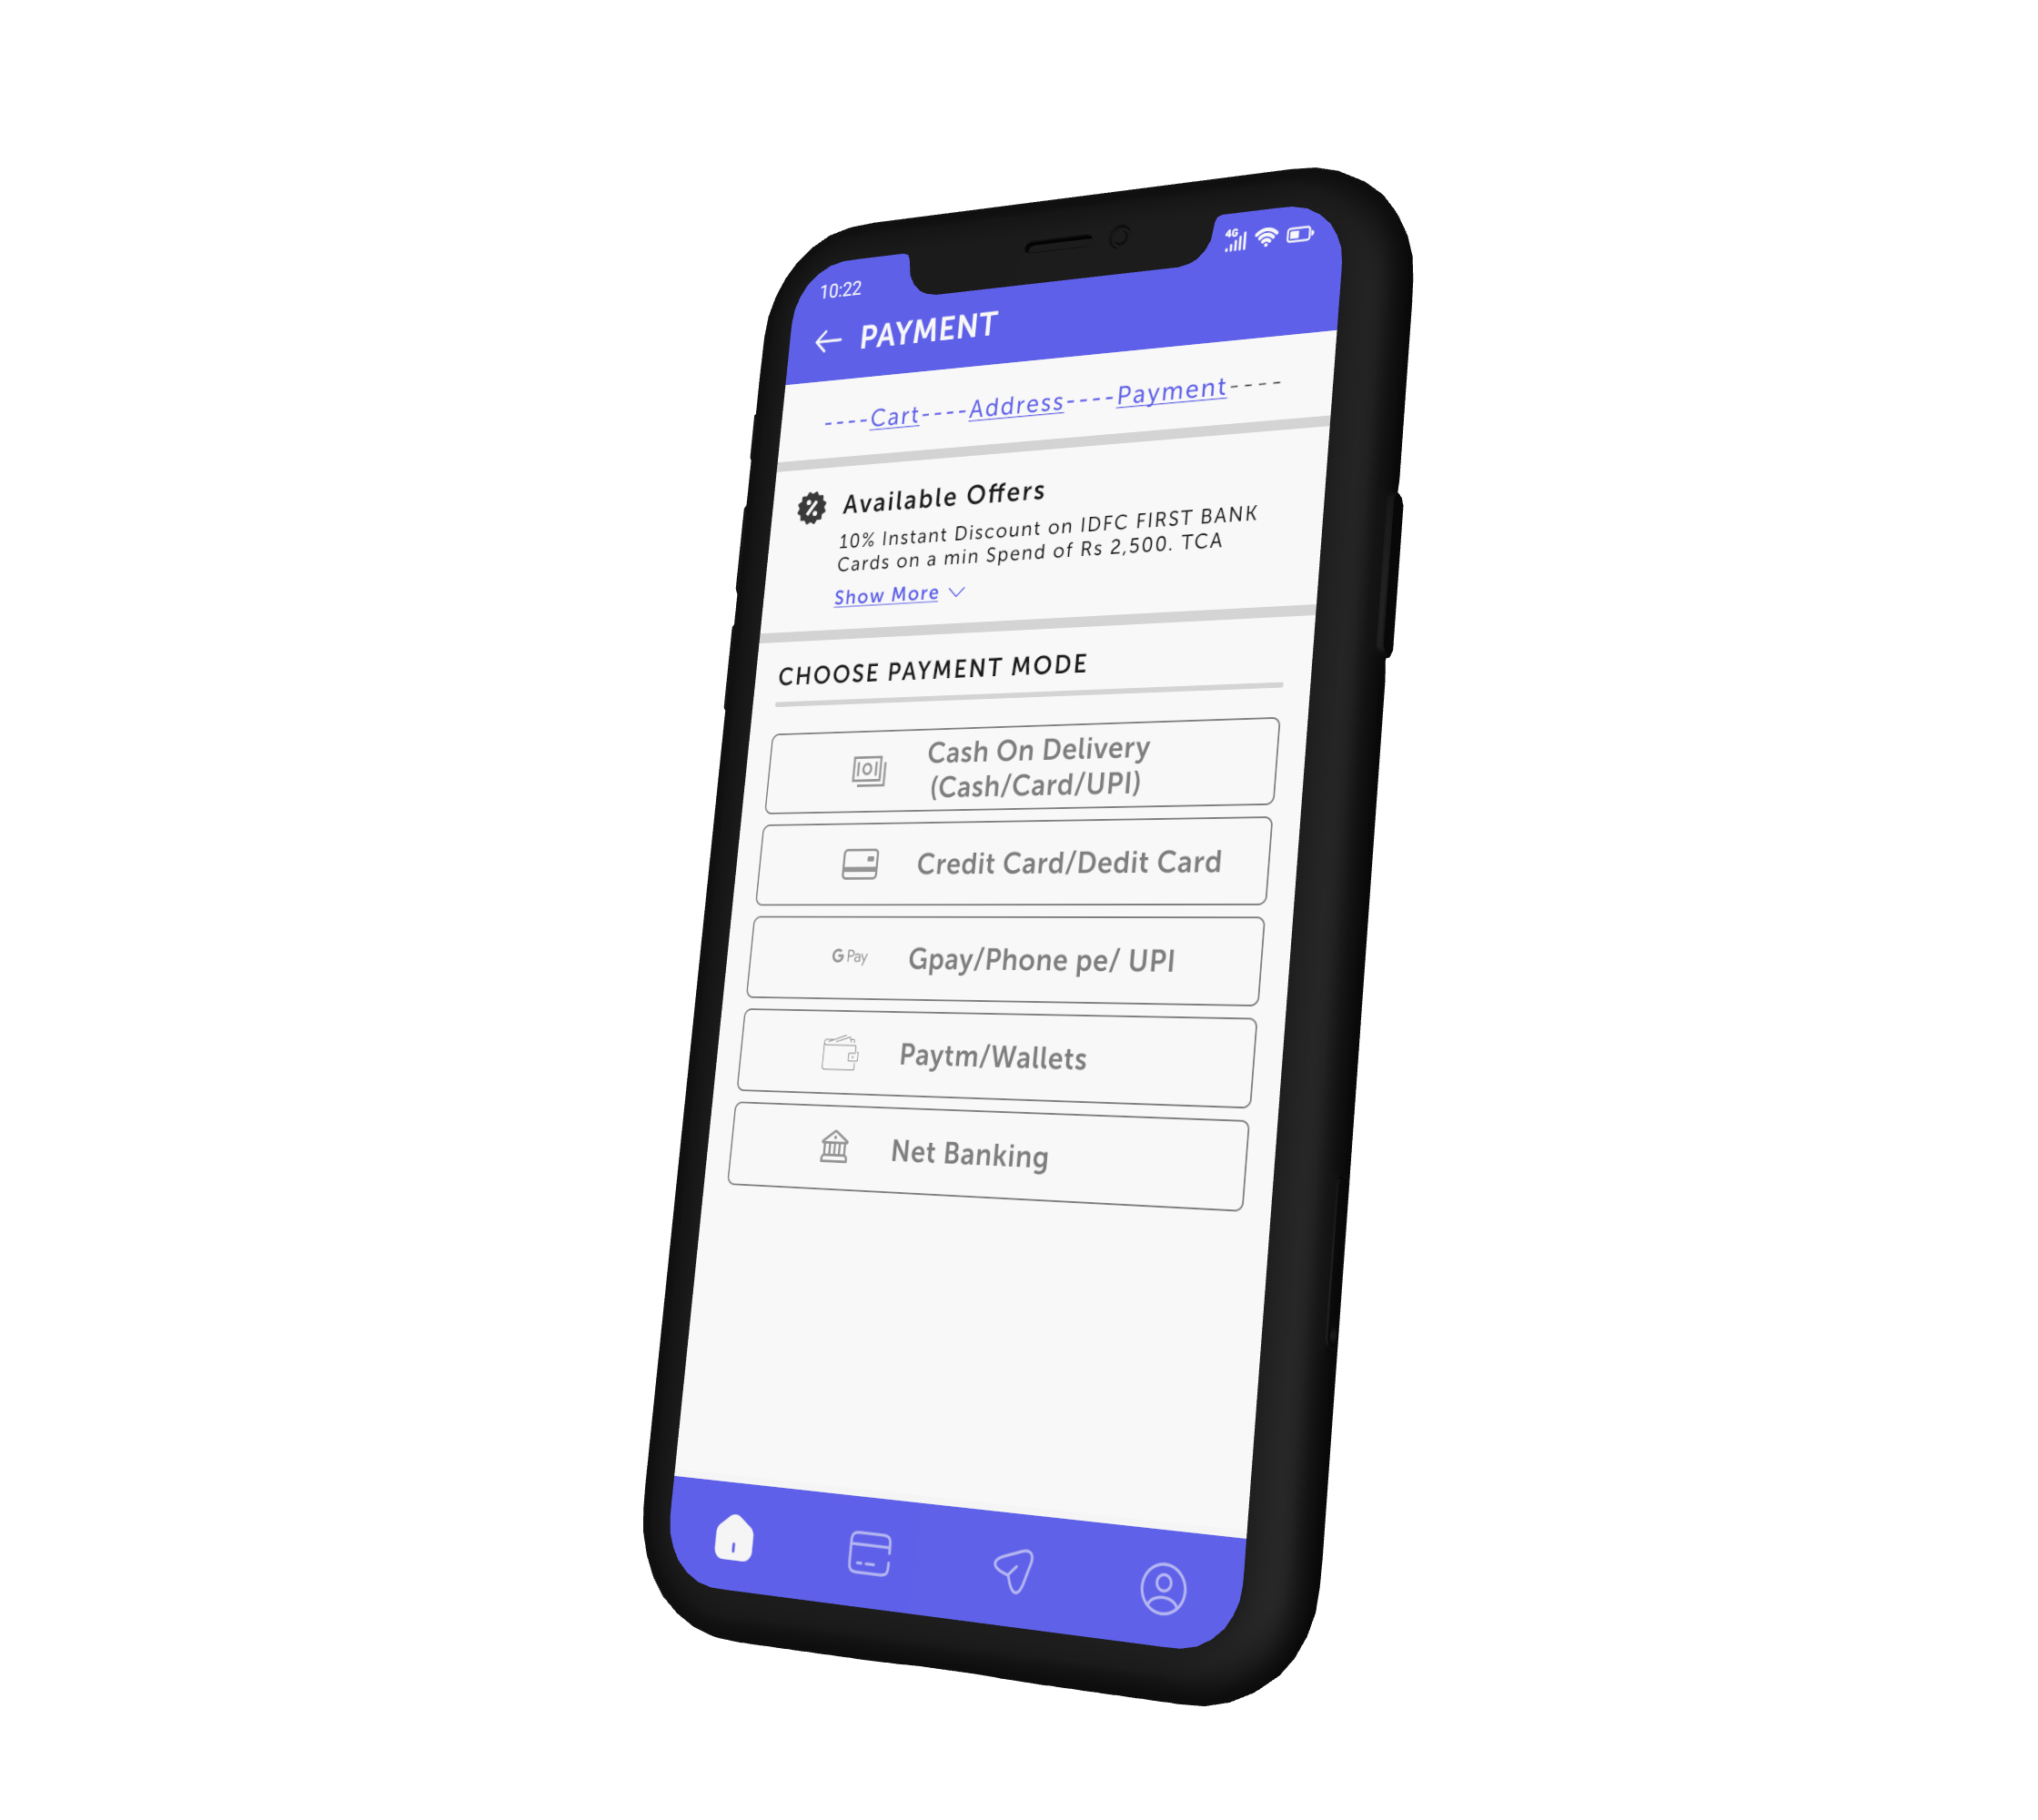 10:22
4G
PAYMENT
----Cart----Address----Payment----
Available Offers
10% Instant Discount on IDFC FIRST BANK
Cards on a min Spend of Rs 2,500. TCA
Show More
CHOOSE PAYMENT MODE
Cash On Delivery
(Cash/Card/UPI)
Credit Card/Dedit Card
G Pay Gpay/Phone pe/ UPI
Paytm/Wallets
Net Banking